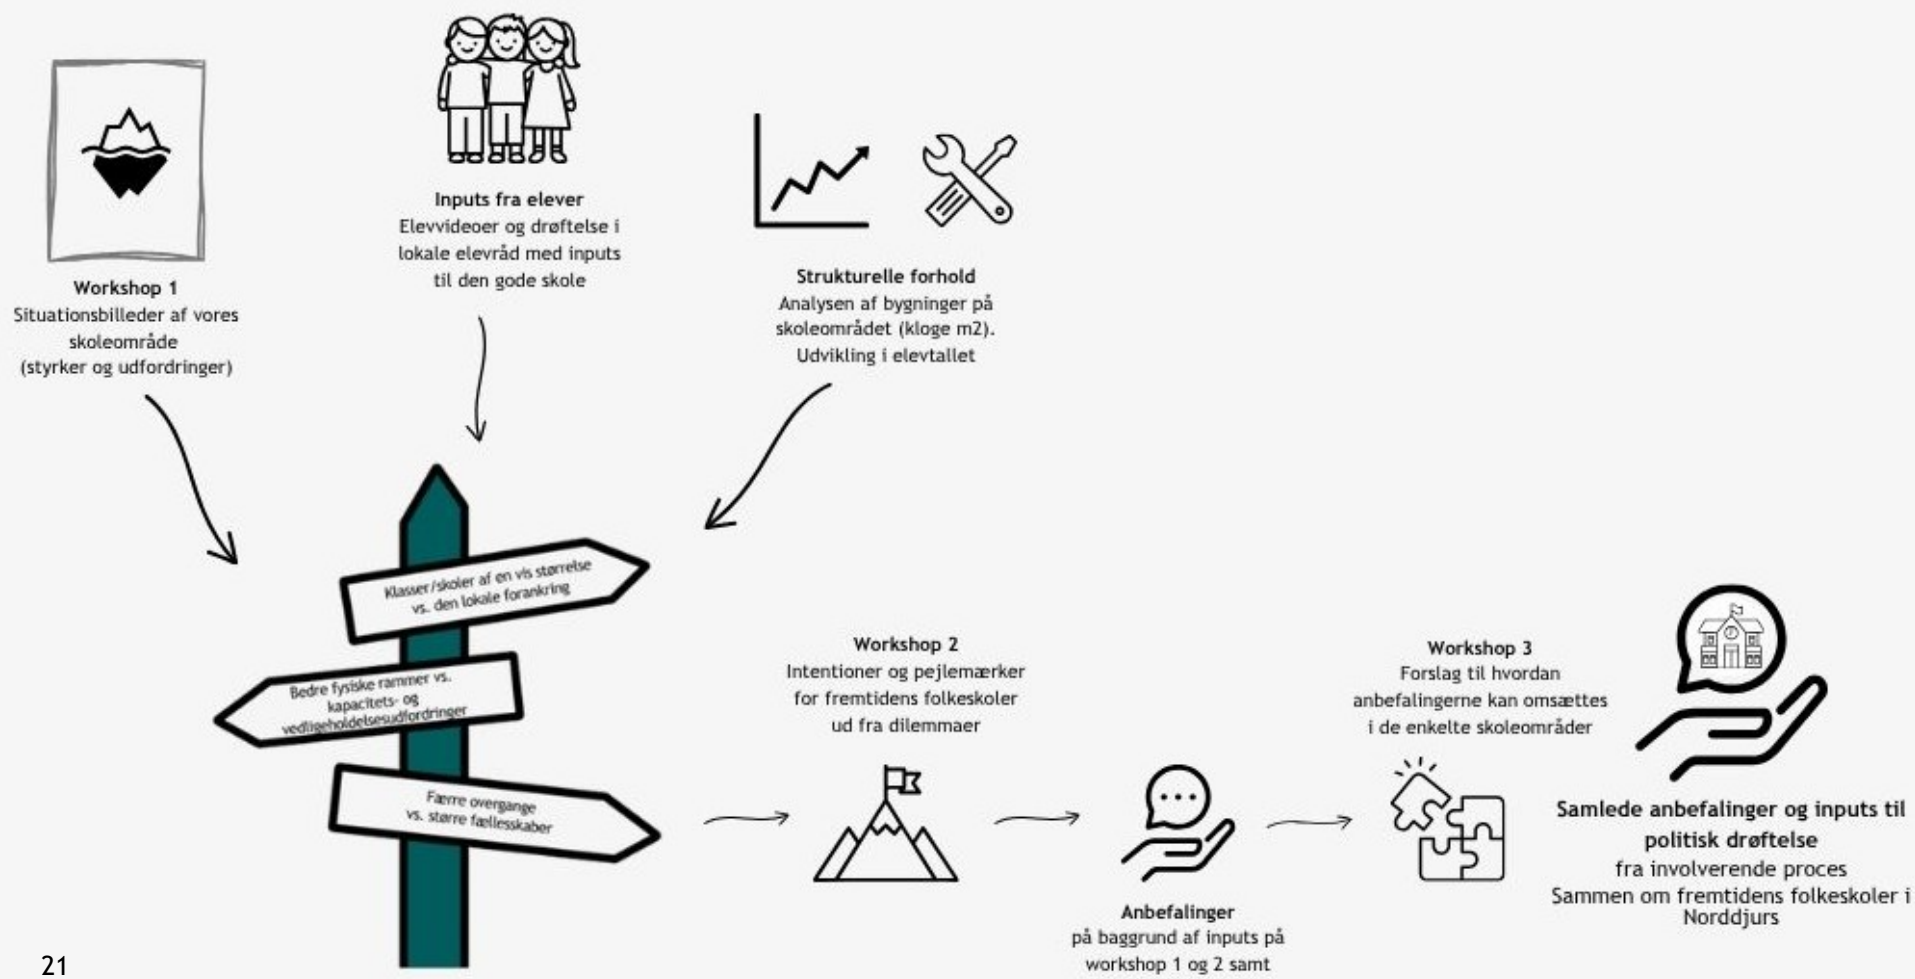 Workshop 1
Situationsbilleder af vores
skoleområde
(styrker og udfordringer)
Inputs fra elever
Elevvideoer og drøftelse i
lokale elevråd med inputs
til den gode skole
Strukturelle forhold
Analysen af bygninger på
skoleområdet (kloge m2).
Udvikling i elevtallet
Klasser/skoler af en vis størrelse
vs. den lokale forankring
Bedre fysiske rammer vs.
kapacitets- og
vedligeholdelsesudfordringer
Færre overgange
vs. større fællesskaber
Workshop 2
Intentioner og pejlemærker
for fremtidens folkeskoler
ud fra dilemmaer
Anbefalinger
på baggrund af inputs på
workshop 1 og 2 samt
Workshop 3
Forslag til hvordan
anbefalingerne kan omsættes
i de enkelte skoleområder
Samlede anbefalinger og inputs til
politisk drøftelse
fra involverende proces
Sammen om fremtidens folkeskoler i
Norddjurs
21